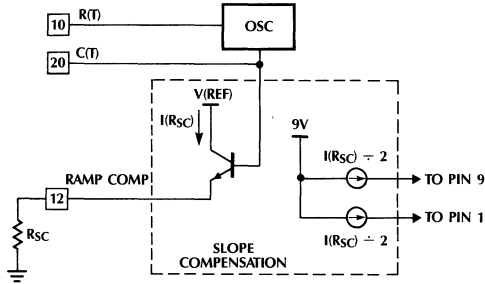 10 R(T)
OSC
20 C(T)
V(REF)
I(RSC)
9V
I(RSC) ÷ 2
TO PIN 9
RAMP COMP
12
TO PIN 1
I(RSC) ÷ 2
RSC
SLOPE
COMPENSATION